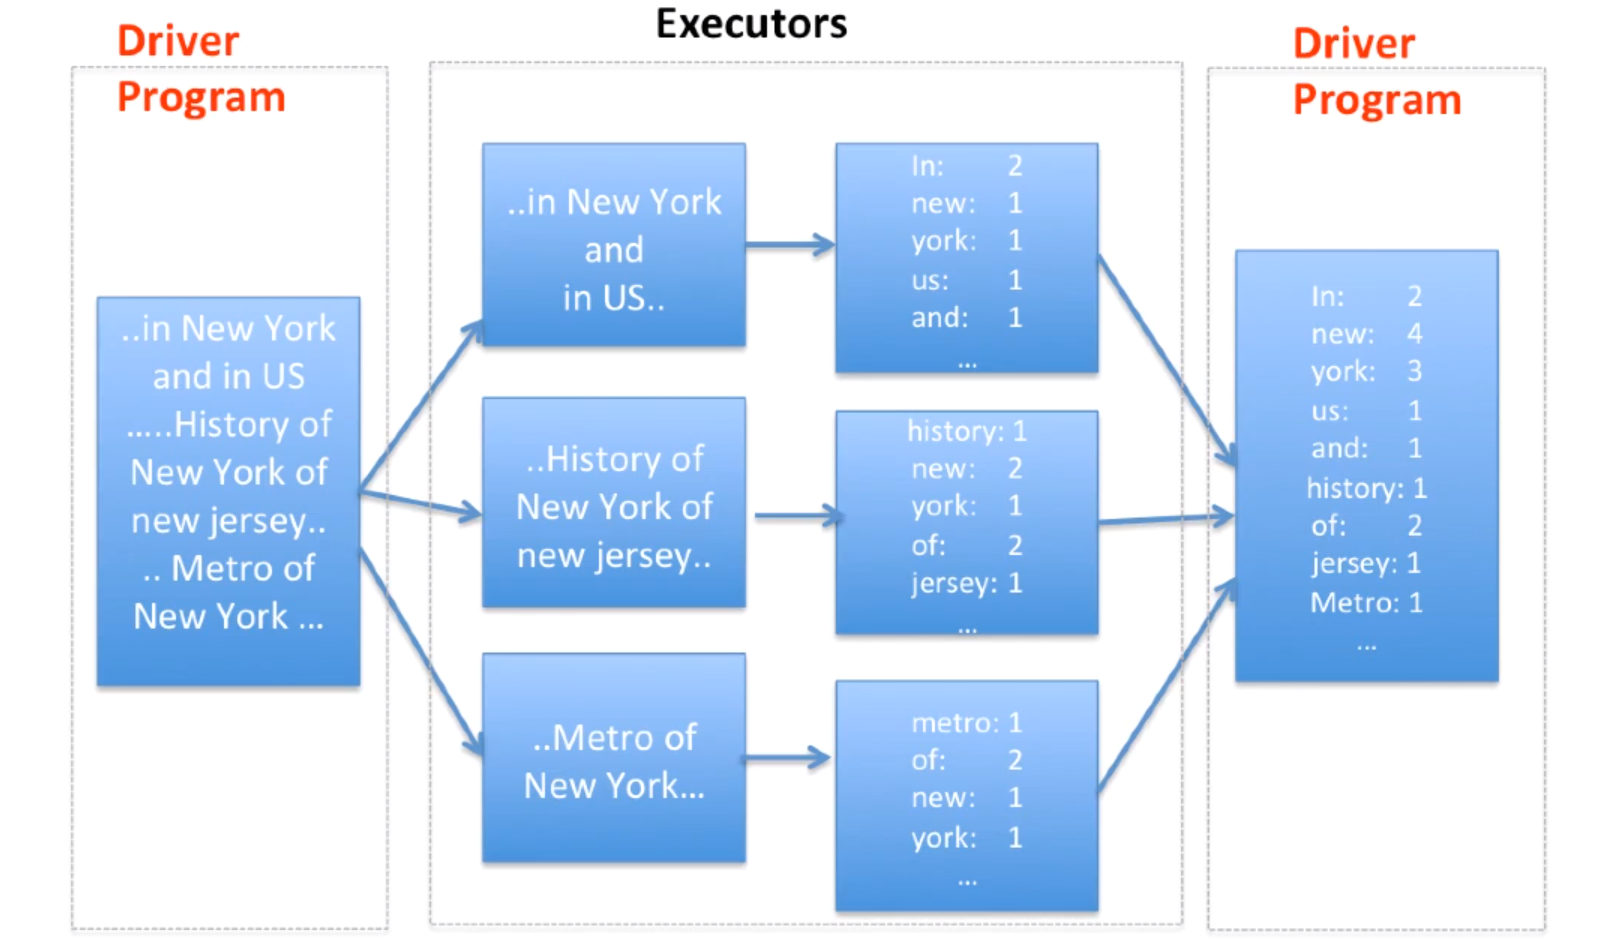 Executors
Driver
Program
..in New York
and in US
.....History of
New York of
new jersey..
.. Metro of
New York ...
..in New York
and
in US..
In: 2
new: 1
york: 1
us: 1
and: 1
...
..History of
New York of
new jersey..
history: 1
new: 2
york: 1
of: 2
jersey: 1
...
..Metro of
New York...
metro: 1
of: 2
new: 1
york: 1
...
Driver
Program
In: 2
new: 4
york: 3
us: 1
and: 1
history: 1
of: 2
jersey: 1
Metro: 1
...